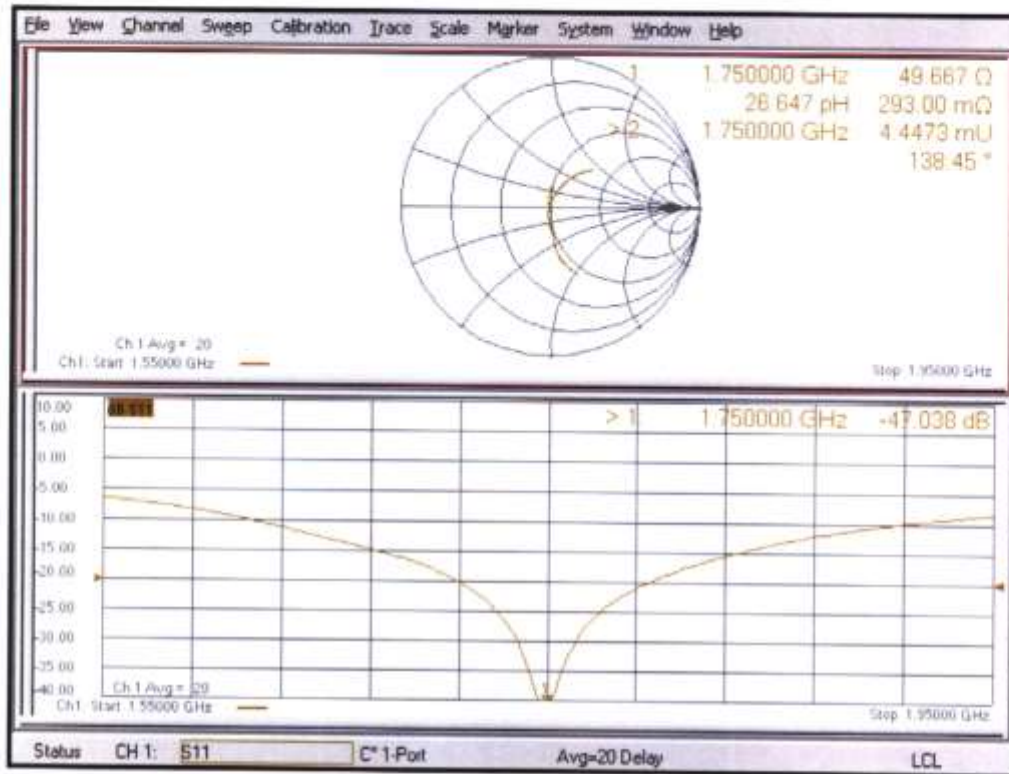 File View Channel Sweep Calibration Trace Scale Marker System Window Help
1 1.750000 GHz 49.667 Ω
26.647 pH 293.00 mΩ
> 2 1.750000 GHz 4.4473 mU
138.45 °
Ch 1 Avg = 20
Ch1: Start 1.55000 GHz
Stop 1.95000 GHz
10.00
dB S11
> 1 1.750000 GHz -47.038 dB
5.00
0.00
-5.00
-10.00
-15.00
-20.00
-25.00
-30.00
-35.00
-40.00
1
Ch 1 Avg = 20
Ch1: Start 1.55000 GHz
Stop 1.95000 GHz
Status CH 1: S11 C* 1-Port Avg=20 Delay LCL